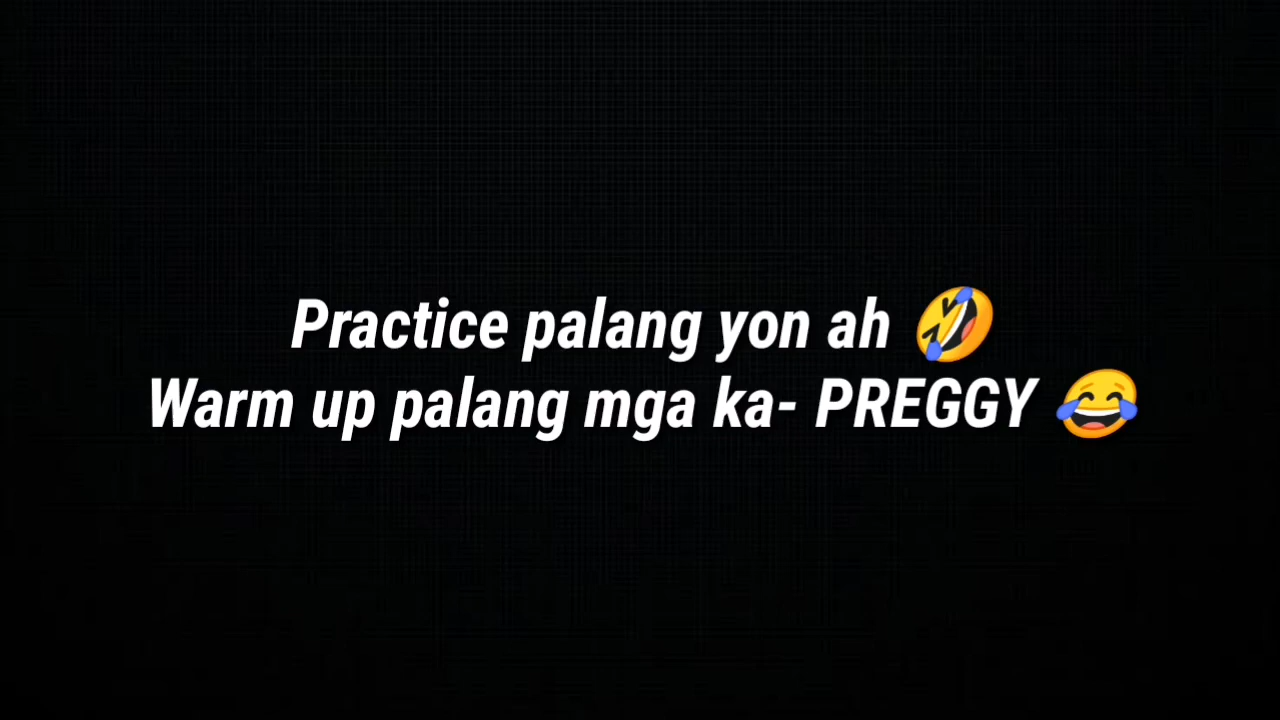 Practice palang yon ah 🤣
Warm up palang mga ka- PREGGY 😂